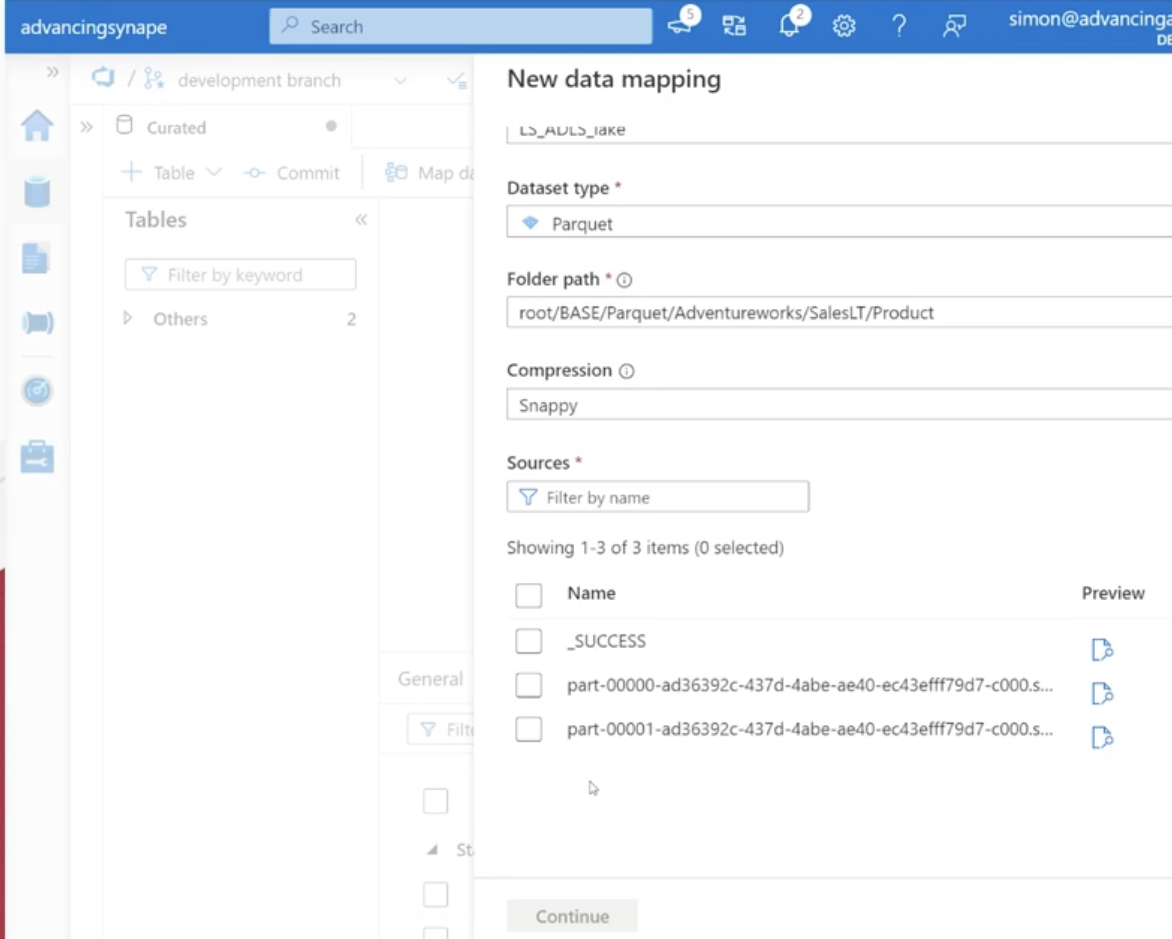 advancingsynape
Search
5
2
simon@advancinga
DE
/ development branch
Curated
Table
Commit
Map da
Tables
Filter by keyword
Others 2
General
Filte
Sta
New data mapping
LS_ADLS_lake
Dataset type *
Parquet
Folder path *
root/BASE/Parquet/Adventureworks/SalesLT/Product
Compression
Snappy
Sources *
Filter by name
Showing 1-3 of 3 items (0 selected)
Name Preview
_SUCCESS
part-00000-ad36392c-437d-4abe-ae40-ec43efff79d7-c000.s...
part-00001-ad36392c-437d-4abe-ae40-ec43efff79d7-c000.s...
Continue